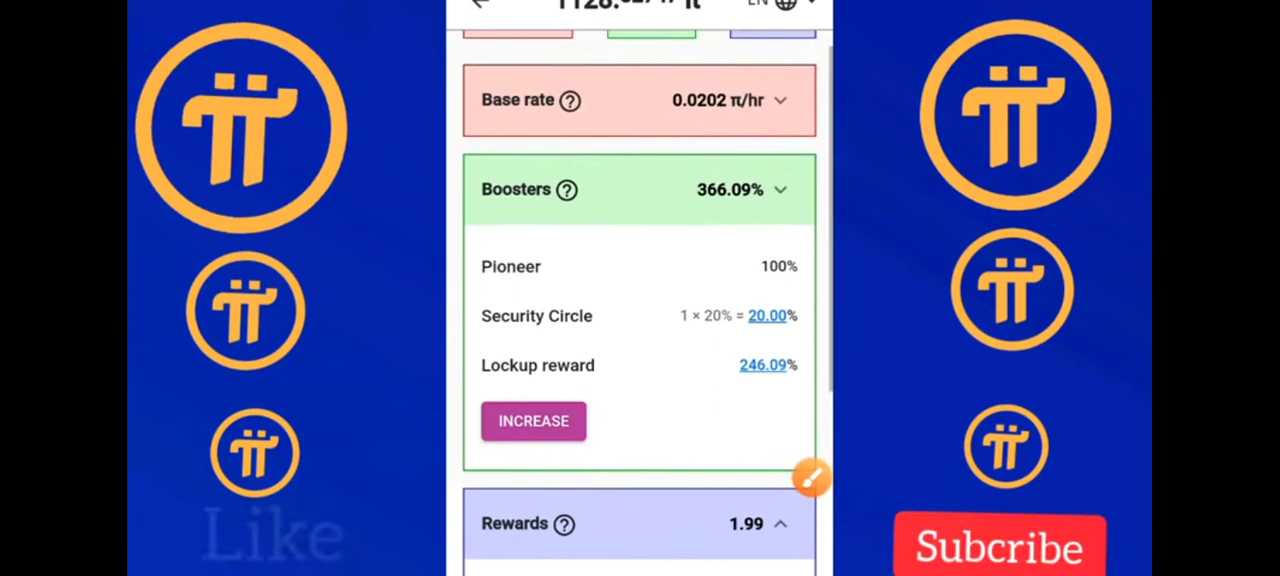 EN
Base rate ? 0.0202 π/hr
Boosters ? 366.09%
Pioneer 100%
Security Circle 1 × 20% = 20.00%
Lockup reward 246.09%
INCREASE
Rewards ? 1.99
Like
Subcribe